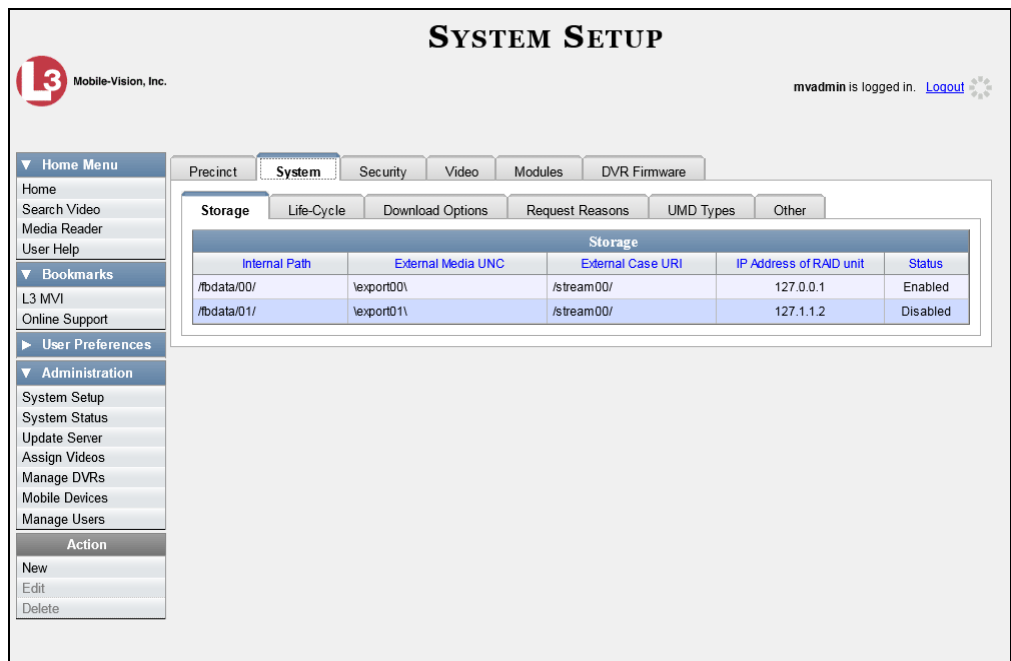 SYSTEM SETUP
L3 Mobile-Vision, Inc.
mvadmin is logged in. Logout
Home Menu
Home
Search Video
Media Reader
User Help
Bookmarks
L3 MVI
Online Support
User Preferences
Administration
System Setup
System Status
Update Server
Assign Videos
Manage DVRs
Mobile Devices
Manage Users
Action
New
Edit
Delete
Precinct System Security Video Modules DVR Firmware
Storage Life-Cycle Download Options Request Reasons UMD Types Other
Storage
Internal Path External Media UNC External Case URI IP Address of RAID unit Status
/fbdata/00/ \export00\ /stream00/ 127.0.0.1 Enabled
/fbdata/01/ \export01\ /stream00/ 127.1.1.2 Disabled